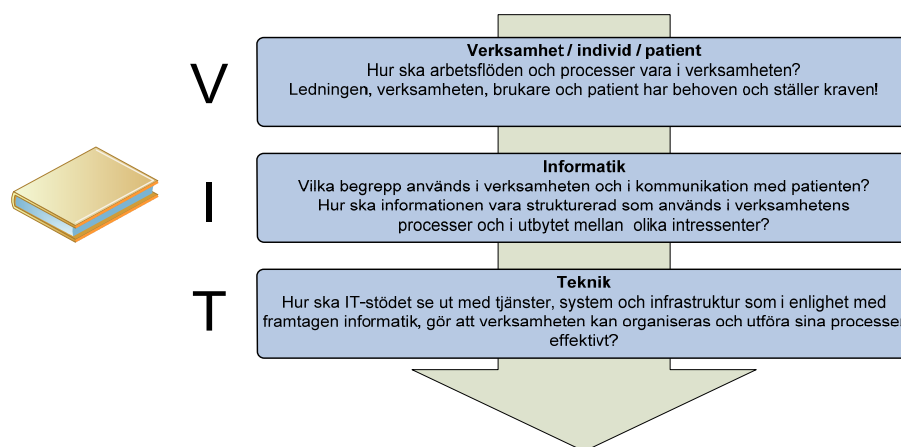 V
Verksamhet / individ / patient
Hur ska arbetsflöden och processer vara i verksamheten?
Ledningen, verksamheten, brukare och patient har behoven och ställer kraven!
I
Informatik
Vilka begrepp används i verksamheten och i kommunikation med patienten?
Hur ska informationen vara strukturerad som används i verksamhetens
processer och i utbytet mellan olika intressenter?
T
Teknik
Hur ska IT-stödet se ut med tjänster, system och infrastruktur som i enlighet med
framtagen informatik, gör att verksamheten kan organiseras och utföra sina processer
effektivt?